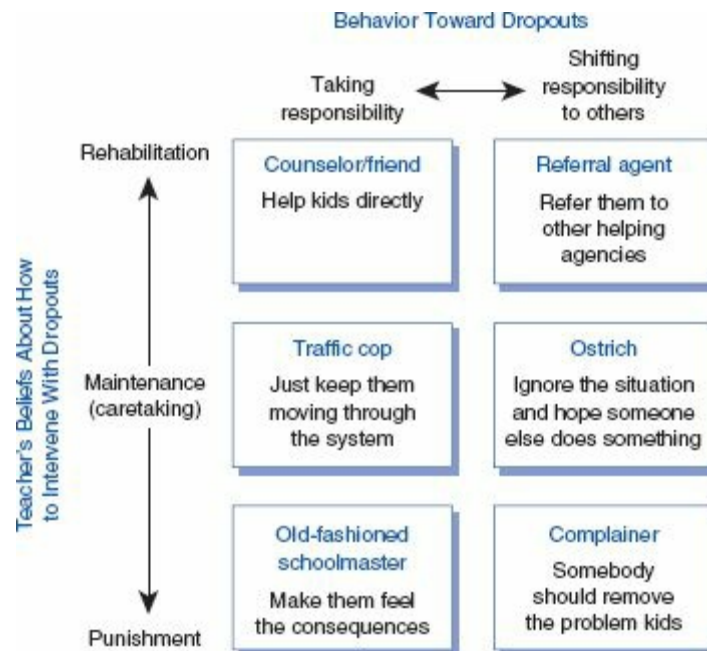 Behavior Toward Dropouts
Taking
responsibility
Shifting
responsibility
to others
Teacher's Beliefs About How
to Intervene With Dropouts
Rehabilitation
Counselor/friend
Help kids directly
Referral agent
Refer them to
other helping
agencies
Maintenance
(caretaking)
Traffic cop
Just keep them
moving through
the system
Ostrich
Ignore the situation
and hope someone
else does something
Punishment
Old-fashioned
schoolmaster
Make them feel
the consequences
Complainer
Somebody
should remove
the problem kids